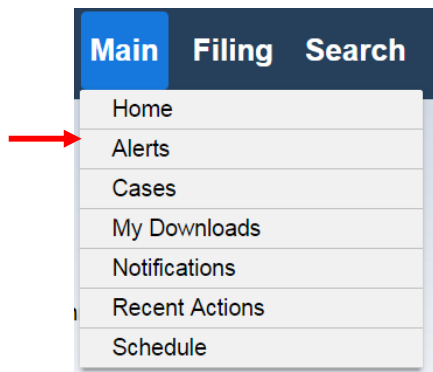 Main Filing Search
Home
Alerts
Cases
My Downloads
Notifications
Recent Actions
Schedule